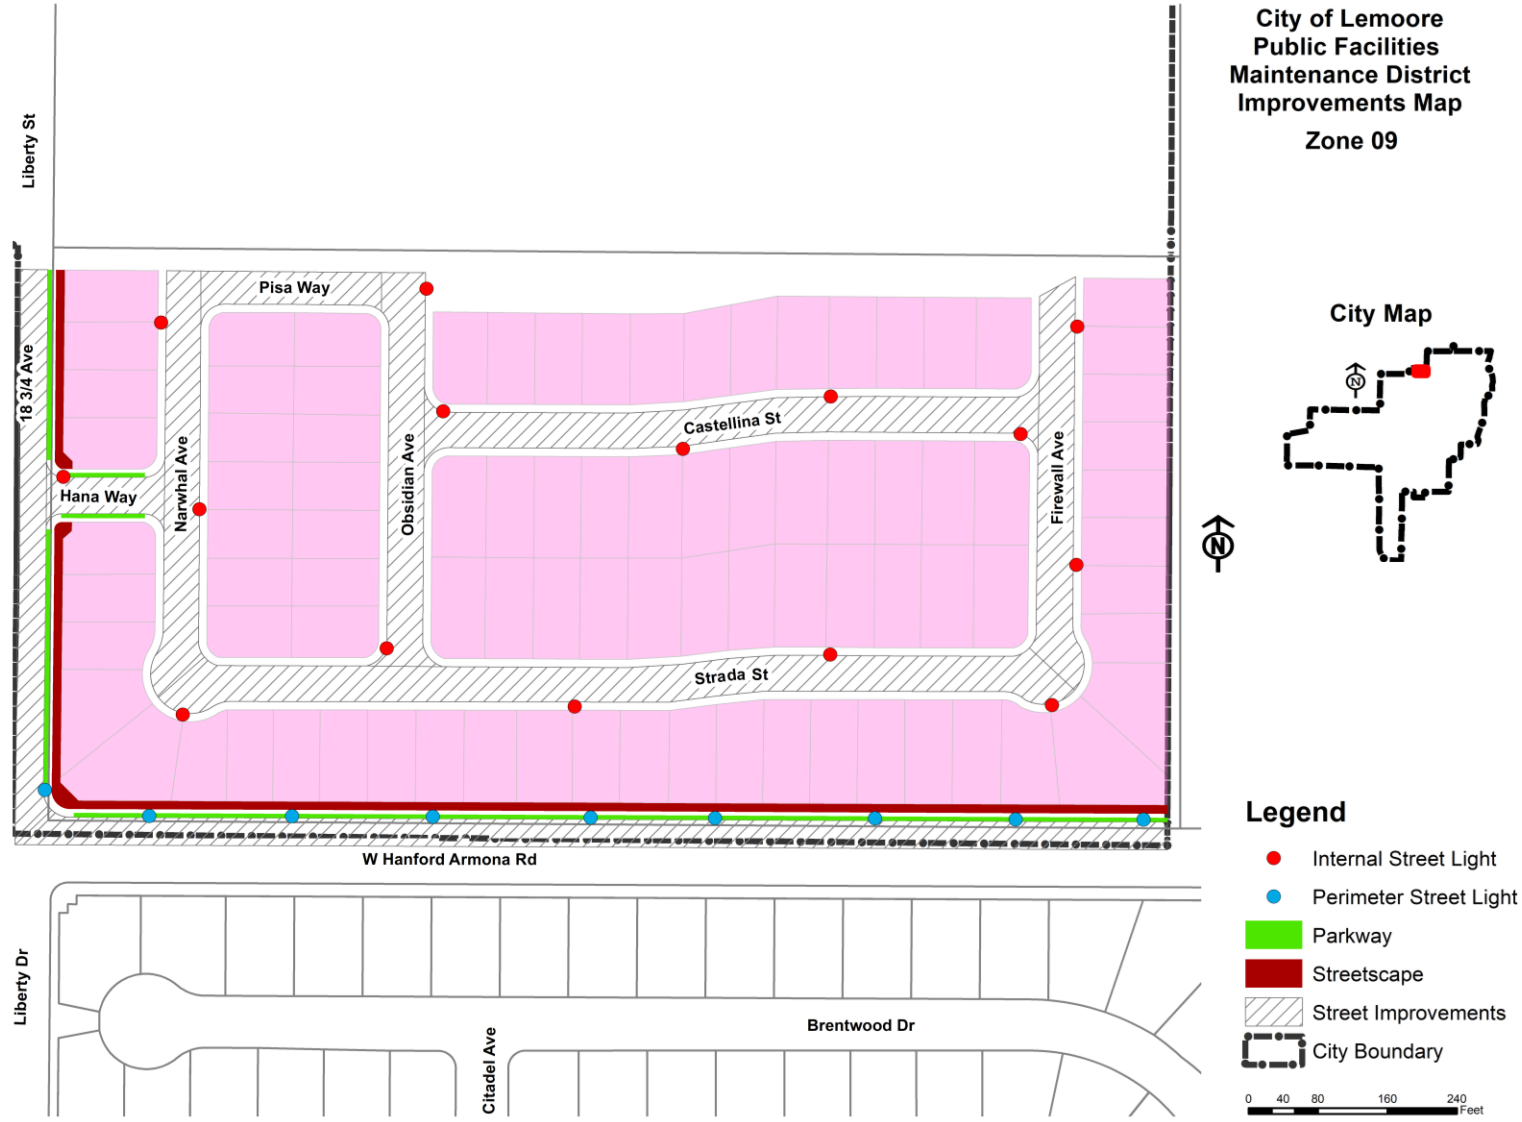 City of Lemoore
Public Facilities
Maintenance District
Improvements Map
Zone 09
Liberty St
18 3/4 Ave
Pisa Way
Hana Way
Narwhal Ave
Obsidian Ave
Castellina St
Firewall Ave
Strada St
W Hanford Armona Rd
Liberty Dr
Citadel Ave
Brentwood Dr
City Map
N
N
Legend
Internal Street Light
Perimeter Street Light
Parkway
Streetscape
Street Improvements
City Boundary
0 40 80 160 240
Feet